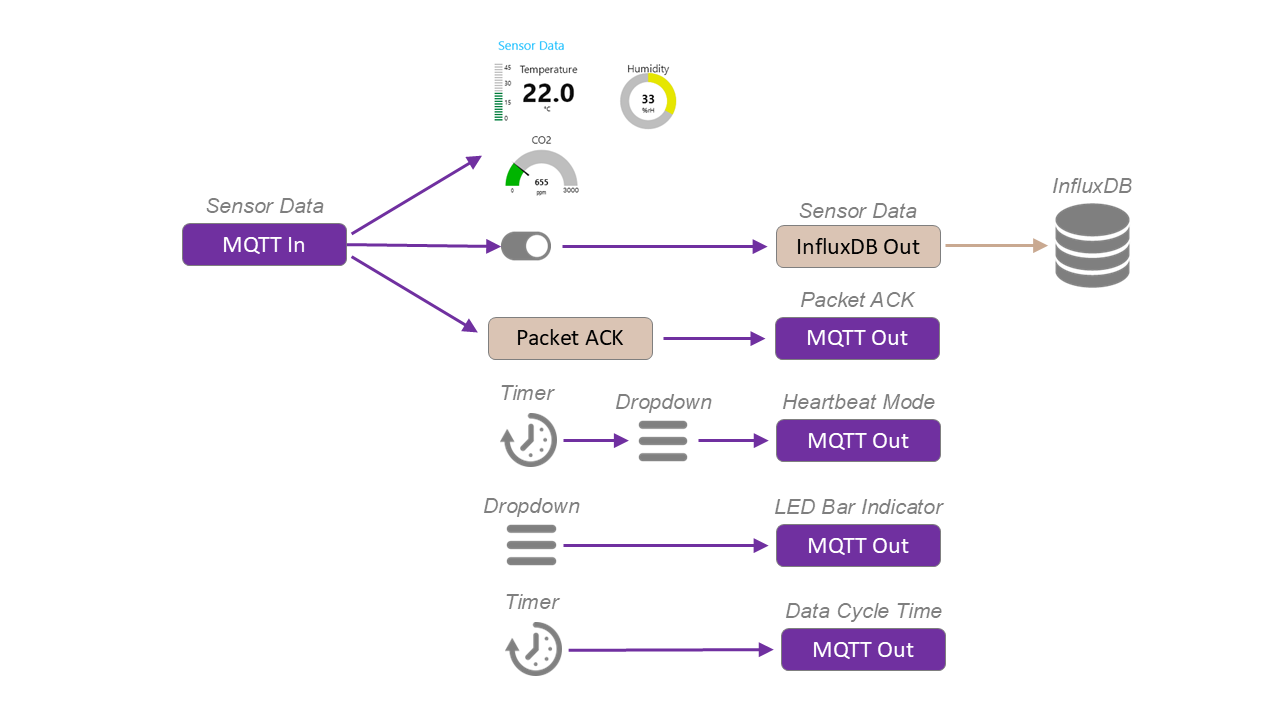 Sensor Data
Temperature
Humidity
45
30
15
0
22.0
°C
33
%rH
CO2
655
ppm
0
3000
Sensor Data
MQTT In
Sensor Data
InfluxDB Out
InfluxDB
Packet ACK
Packet ACK
MQTT Out
Timer
Dropdown
Heartbeat Mode
MQTT Out
Dropdown
LED Bar Indicator
MQTT Out
Timer
Data Cycle Time
MQTT Out